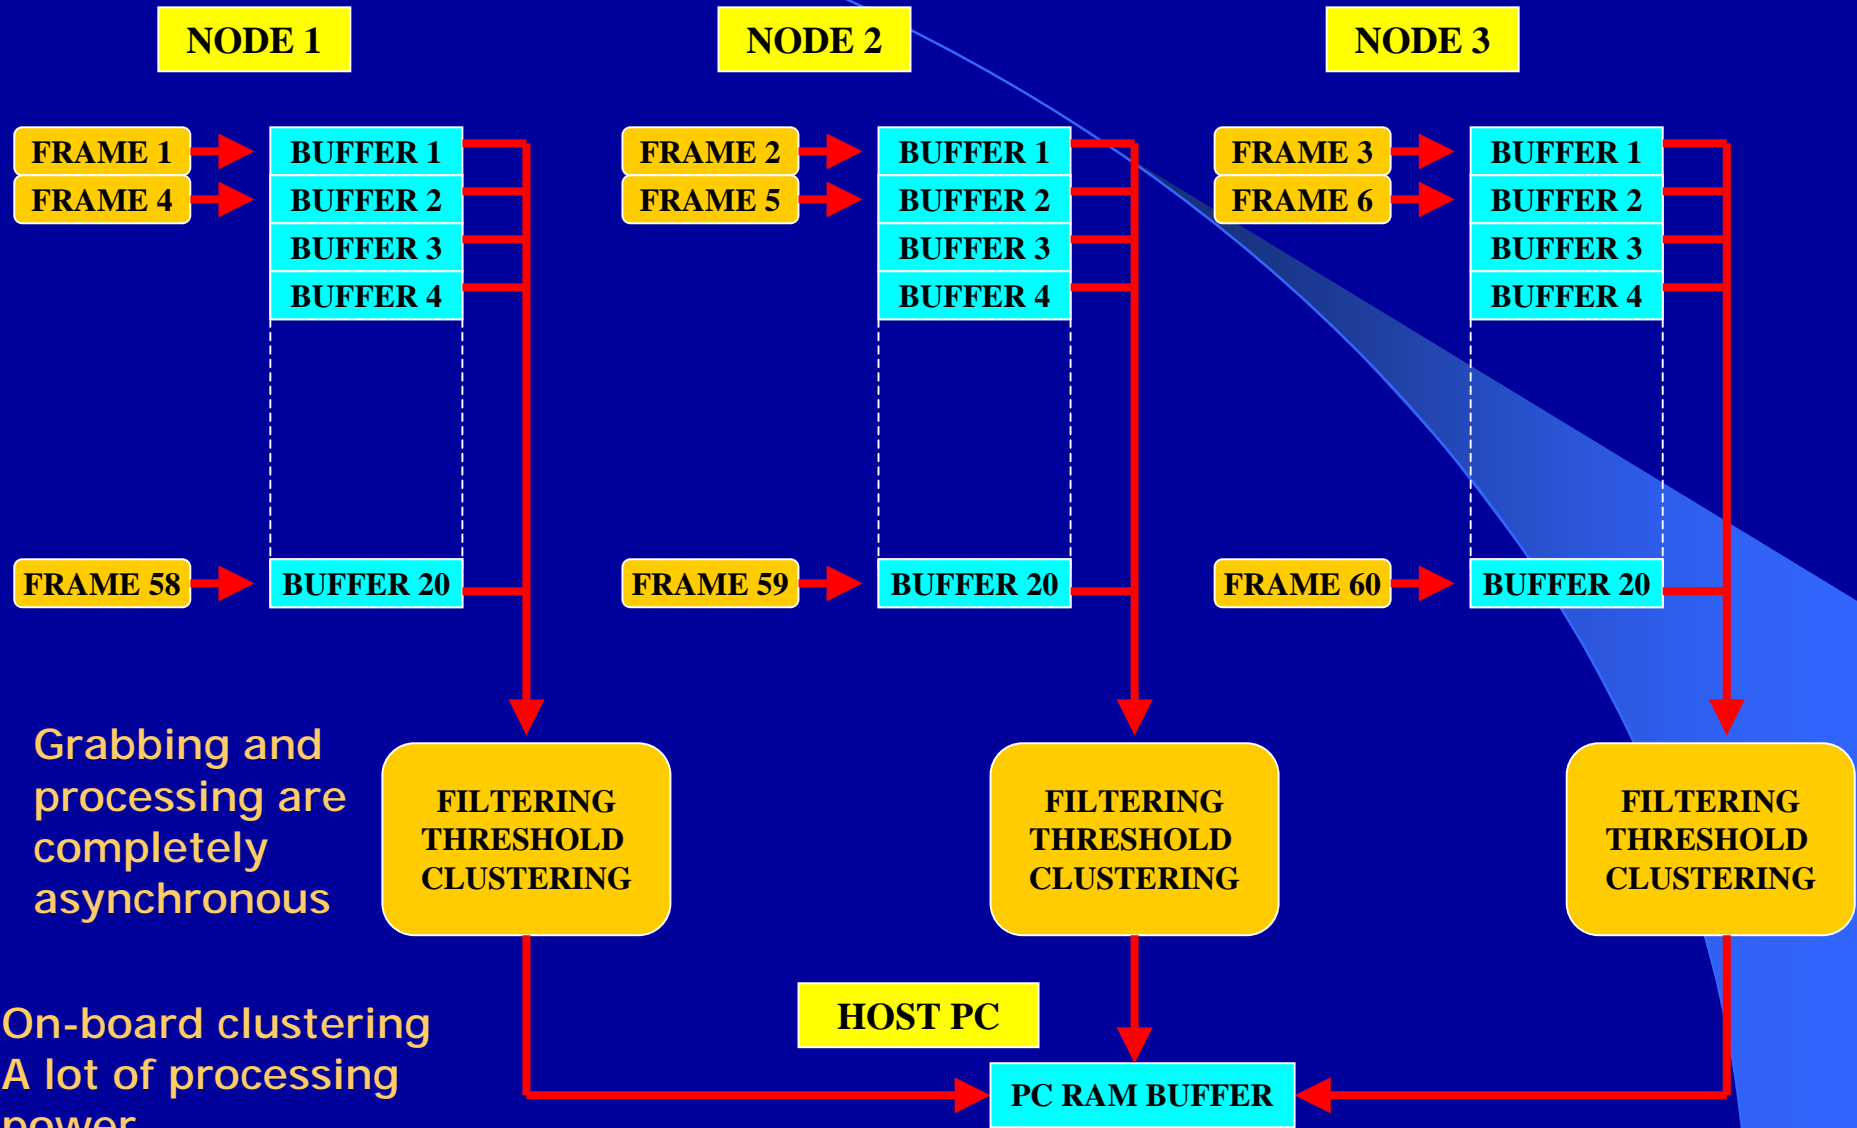 NODE 1
NODE 2
NODE 3
FRAME 1
BUFFER 1
FRAME 2
BUFFER 1
FRAME 3
BUFFER 1
FRAME 4
BUFFER 2
FRAME 5
BUFFER 2
FRAME 6
BUFFER 2
BUFFER 3
BUFFER 3
BUFFER 3
BUFFER 4
BUFFER 4
BUFFER 4
FRAME 58
BUFFER 20
FRAME 59
BUFFER 20
FRAME 60
BUFFER 20
Grabbing and
processing are
completely
asynchronous
FILTERING
THRESHOLD
CLUSTERING
FILTERING
THRESHOLD
CLUSTERING
FILTERING
THRESHOLD
CLUSTERING
On-board clustering
A lot of processing
power
HOST PC
PC RAM BUFFER